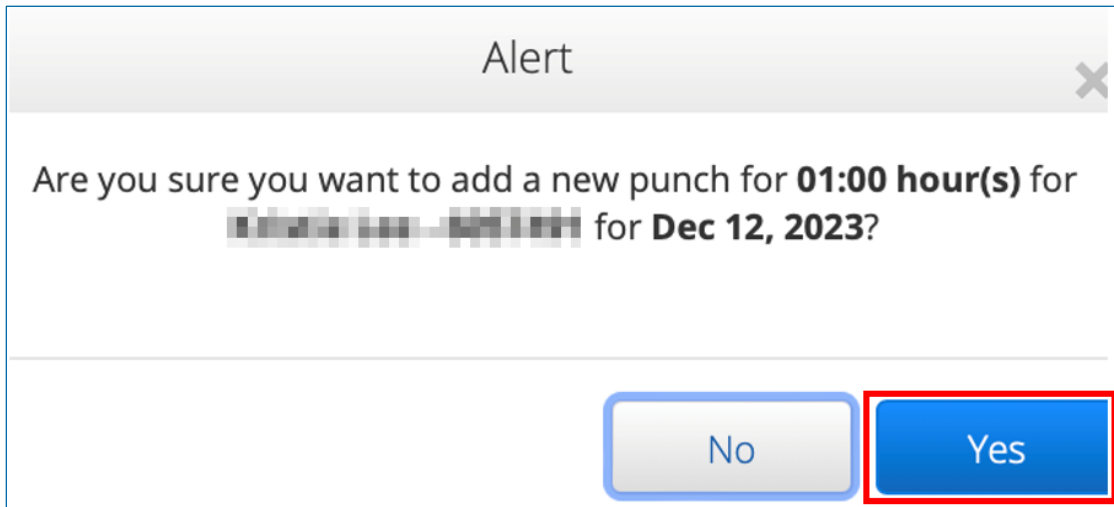 Alert
Are you sure you want to add a new punch for 01:00 hour(s) for
for Dec 12, 2023?
No
Yes